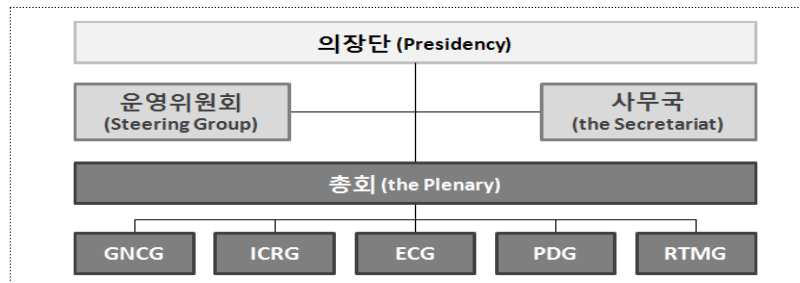 의장단 (Presidency)
운영위원회
(Steering Group)
사무국
(the Secretariat)
총회 (the Plenary)
GNCG
ICRG
ECG
PDG
RTMG